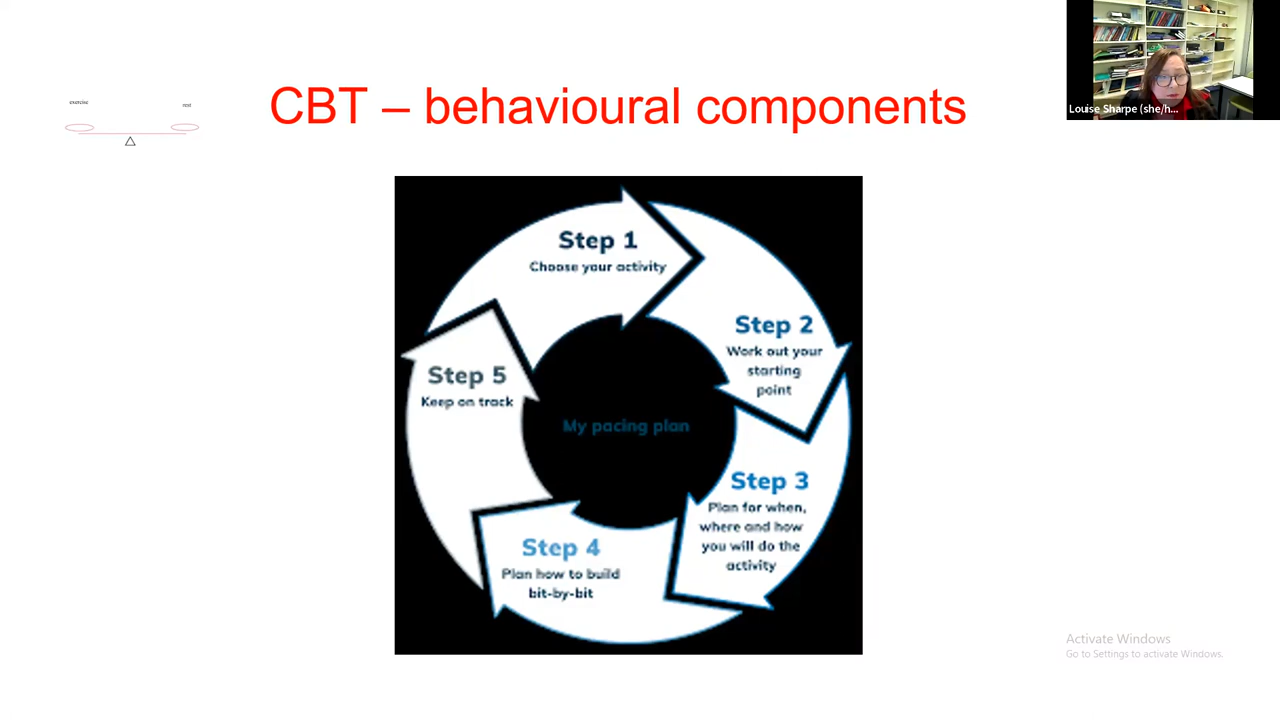 exercise
rest
CBT – behavioural components
Louise Sharpe (she/h...
Step 1
Choose your activity
Step 2
Work out your
starting
point
Step 3
Plan for when,
where and how
you will do the
activity
Step 4
Plan how to build
bit-by-bit
Step 5
Keep on track
My pacing plan
Activate Windows
Go to Settings to activate Windows.